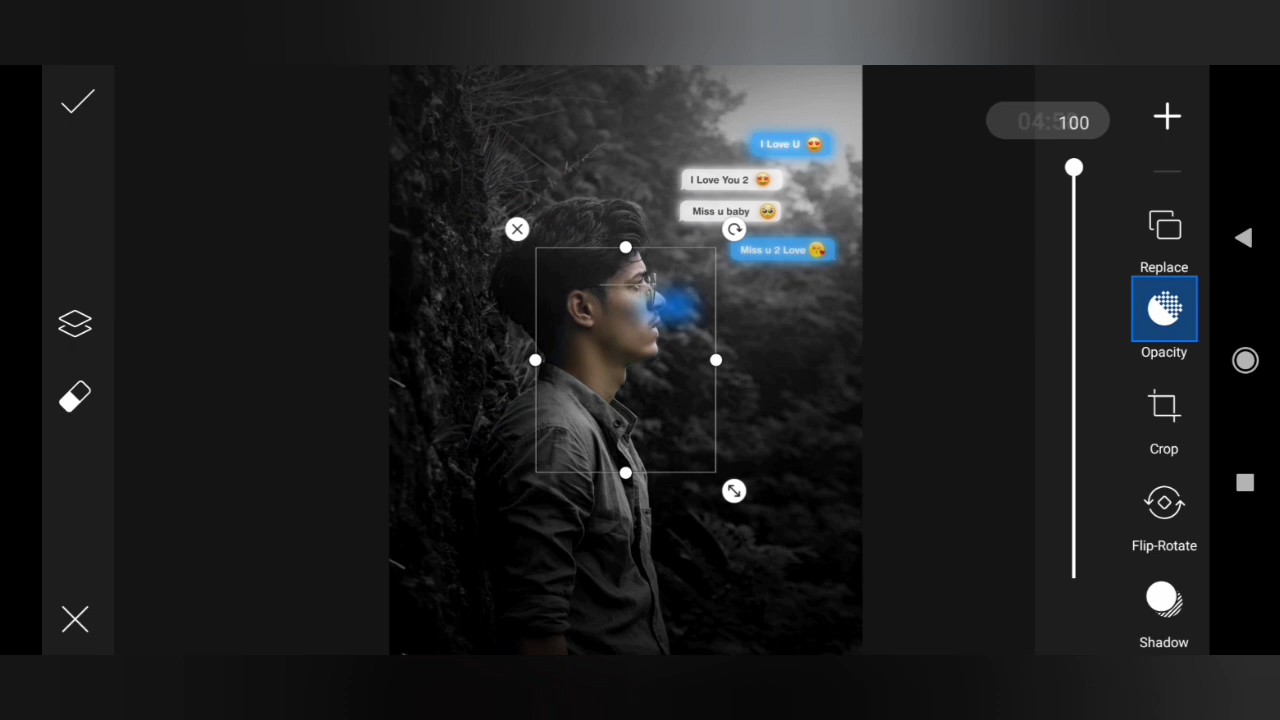 100
I Love U 😍
I Love You 2 😍
Miss u baby 🥺
Miss u 2 Love 😘
Replace
Opacity
Crop
Flip-Rotate
Shadow